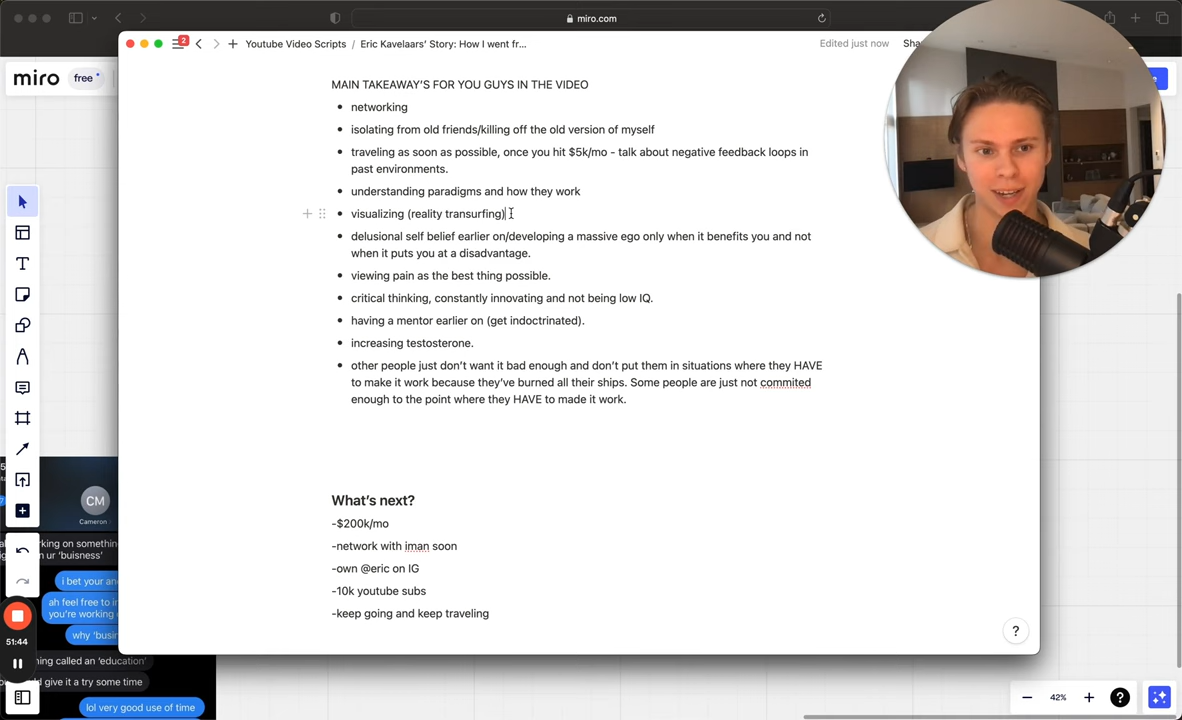 miro.com
miro
free
2
Youtube Video Scripts / Eric Kavelaars' Story: How I went fr...
Edited just now
MAIN TAKEAWAY'S FOR YOU GUYS IN THE VIDEO
networking
isolating from old friends/killing off the old version of myself
traveling as soon as possible, once you hit $5k/mo - talk about negative feedback loops in
past environments.
understanding paradigms and how they work
visualizing (reality transurfing)
delusional self belief earlier on/developing a massive ego only when it benefits you and not
when it puts you at a disadvantage.
viewing pain as the best thing possible.
critical thinking, constantly innovating and not being low IQ.
having a mentor earlier on (get indoctrinated).
increasing testosterone.
other people just don't want it bad enough and don't put them in situations where they HAVE
to make it work because they've burned all their ships. Some people are just not commited
enough to the point where they HAVE to made it work.
What's next?
-$200k/mo
-network with iman soon
-own @eric on IG
-10k youtube subs
-keep going and keep traveling
CM
Cameron
rking on something
n ur 'buisness'
i bet your
ah feel free to
you're working
why
51:44
ning called an 'education'
give it a try some time
lol very good use of time
?
42%
?